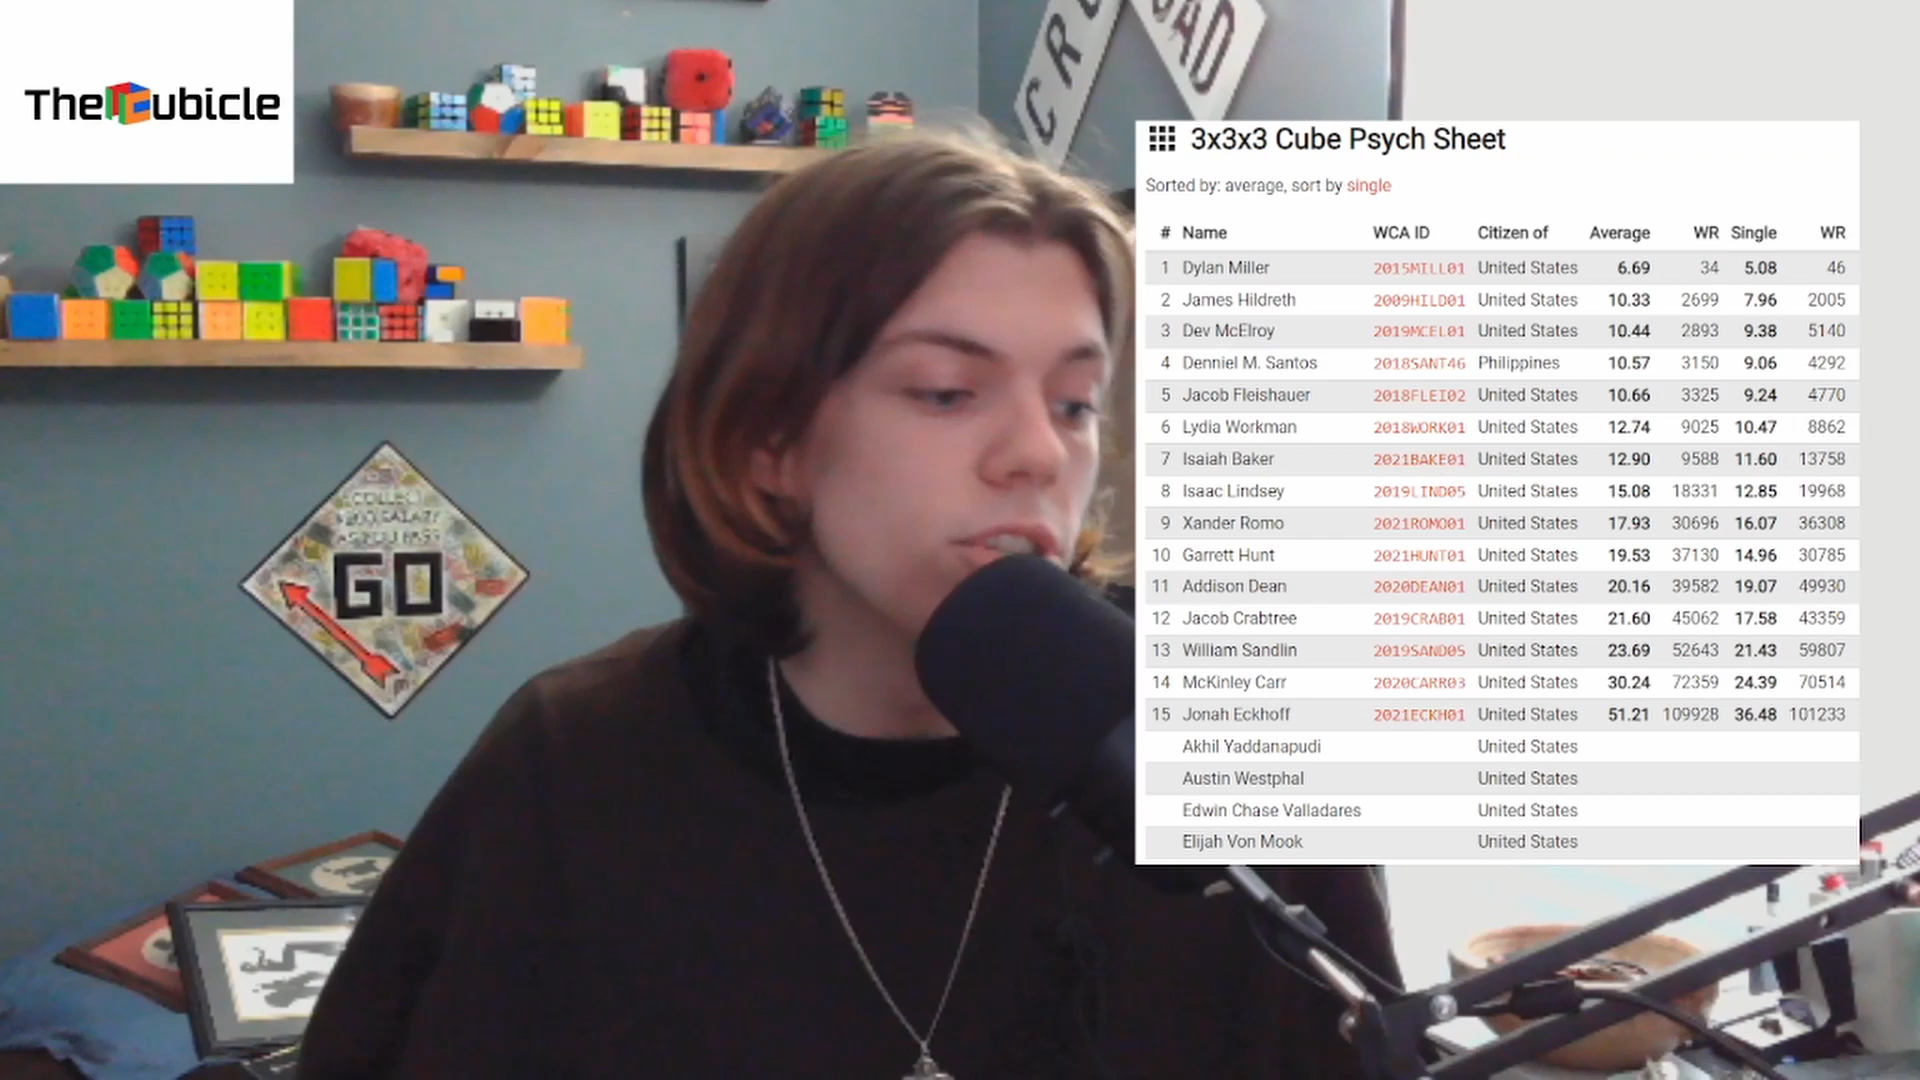 TheCubicle
CRO
OAD
COLLECT
$200 SALARY
AS YOU PASS
GO
3x3x3 Cube Psych Sheet
Sorted by: average, sort by single
# Name WCA ID Citizen of Average WR Single WR
1 Dylan Miller 2015MILL01 United States 6.69 34 5.08 46
2 James Hildreth 2009HILD01 United States 10.33 2699 7.96 2005
3 Dev McElroy 2019MCEL01 United States 10.44 2893 9.38 5140
4 Denniel M. Santos 2018SANT46 Philippines 10.57 3150 9.06 4292
5 Jacob Fleishauer 2018FLEI02 United States 10.66 3325 9.24 4770
6 Lydia Workman 2018WORK01 United States 12.74 9025 10.47 8862
7 Isaiah Baker 2021BAKE01 United States 12.90 9588 11.60 13758
8 Isaac Lindsey 2019LIND05 United States 15.08 18331 12.85 19968
9 Xander Romo 2021ROMO01 United States 17.93 30696 16.07 36308
10 Garrett Hunt 2021HUNT01 United States 19.53 37130 14.96 30785
11 Addison Dean 2020DEAN01 United States 20.16 39582 19.07 49930
12 Jacob Crabtree 2019CRAB01 United States 21.60 45062 17.58 43359
13 William Sandlin 2019SAND05 United States 23.69 52643 21.43 59807
14 McKinley Carr 2020CARR03 United States 30.24 72359 24.39 70514
15 Jonah Eckhoff 2021ECKH01 United States 51.21 109928 36.48 101233
Akhil Yaddanapudi United States
Austin Westphal United States
Edwin Chase Valladares United States
Elijah Von Mook United States